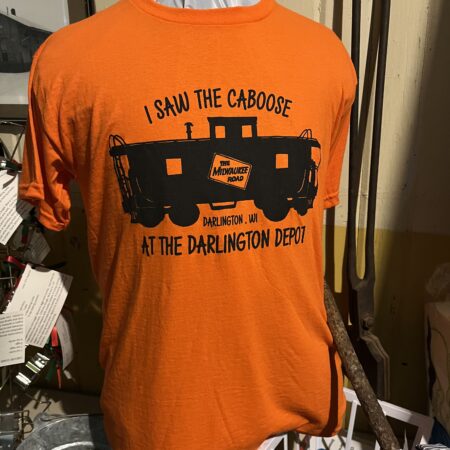 I SAW THE CABOOSE
THE
MILWAUKEE
ROAD
DARLINGTON, WI
AT THE DARLINGTON DEPOT